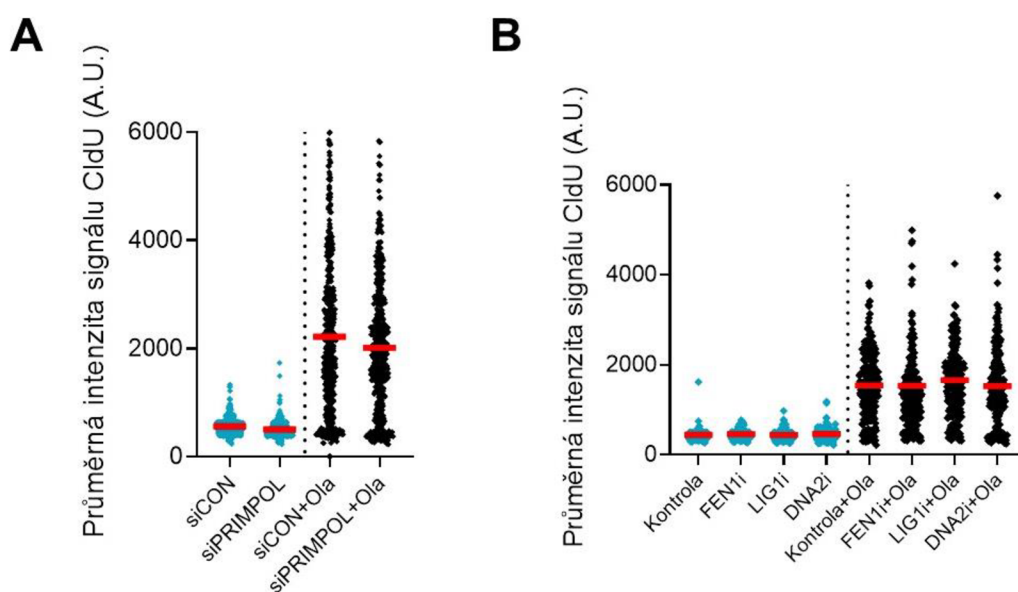 A
Průměrná intenzita signálu CldU (A.U.)
6000
4000
2000
0
siCON
siPRIMPOL
siCON+Ola
siPRIMPOL+Ola
B
Průměrná intenzita signálu CldU (A.U.)
6000
4000
2000
0
Kontrola
FEN1i
LIG1i
DNA2i
Kontrola+Ola
FEN1i+Ola
LIG1i+Ola
DNA2i+Ola